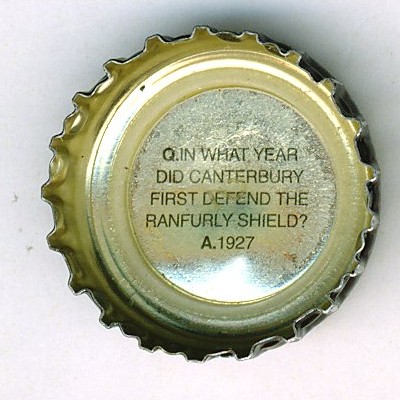 Q.IN WHAT YEAR
DID CANTERBURY
FIRST DEFEND THE
RANFURLY SHIELD?
A.1927